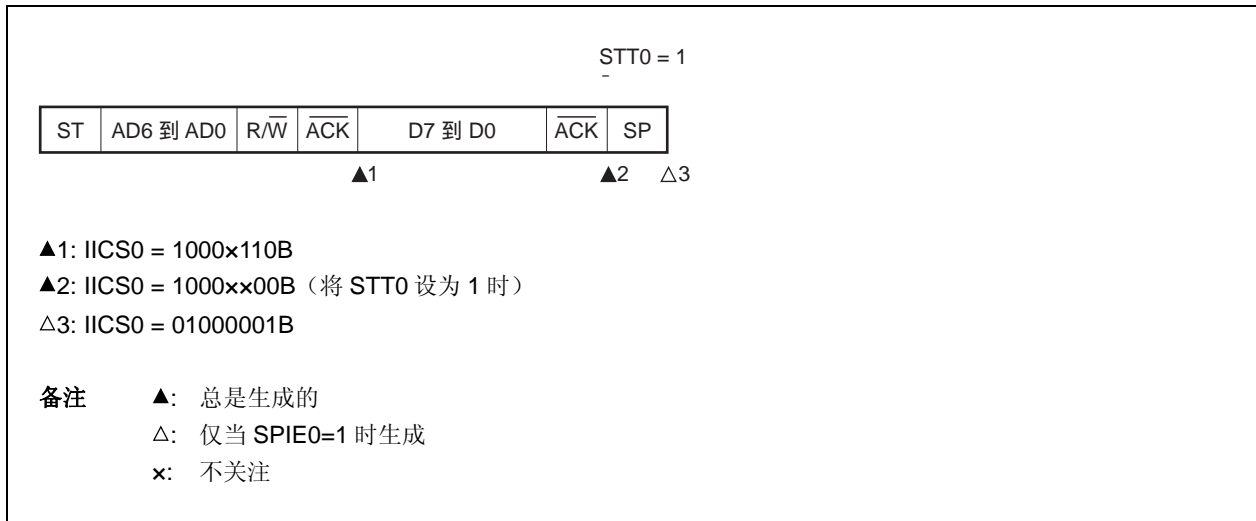 STT0 = 1
ST AD6 到 AD0 R/W̅ A̅C̅K̅ D7 到 D0 A̅C̅K̅ SP
▲1 ▲2 △3
▲1: IICS0 = 1000×110B
▲2: IICS0 = 1000××00B（将 STT0 设为 1 时）
△3: IICS0 = 01000001B
备注 ▲: 总是生成的
△: 仅当 SPIE0=1 时生成
×: 不关注